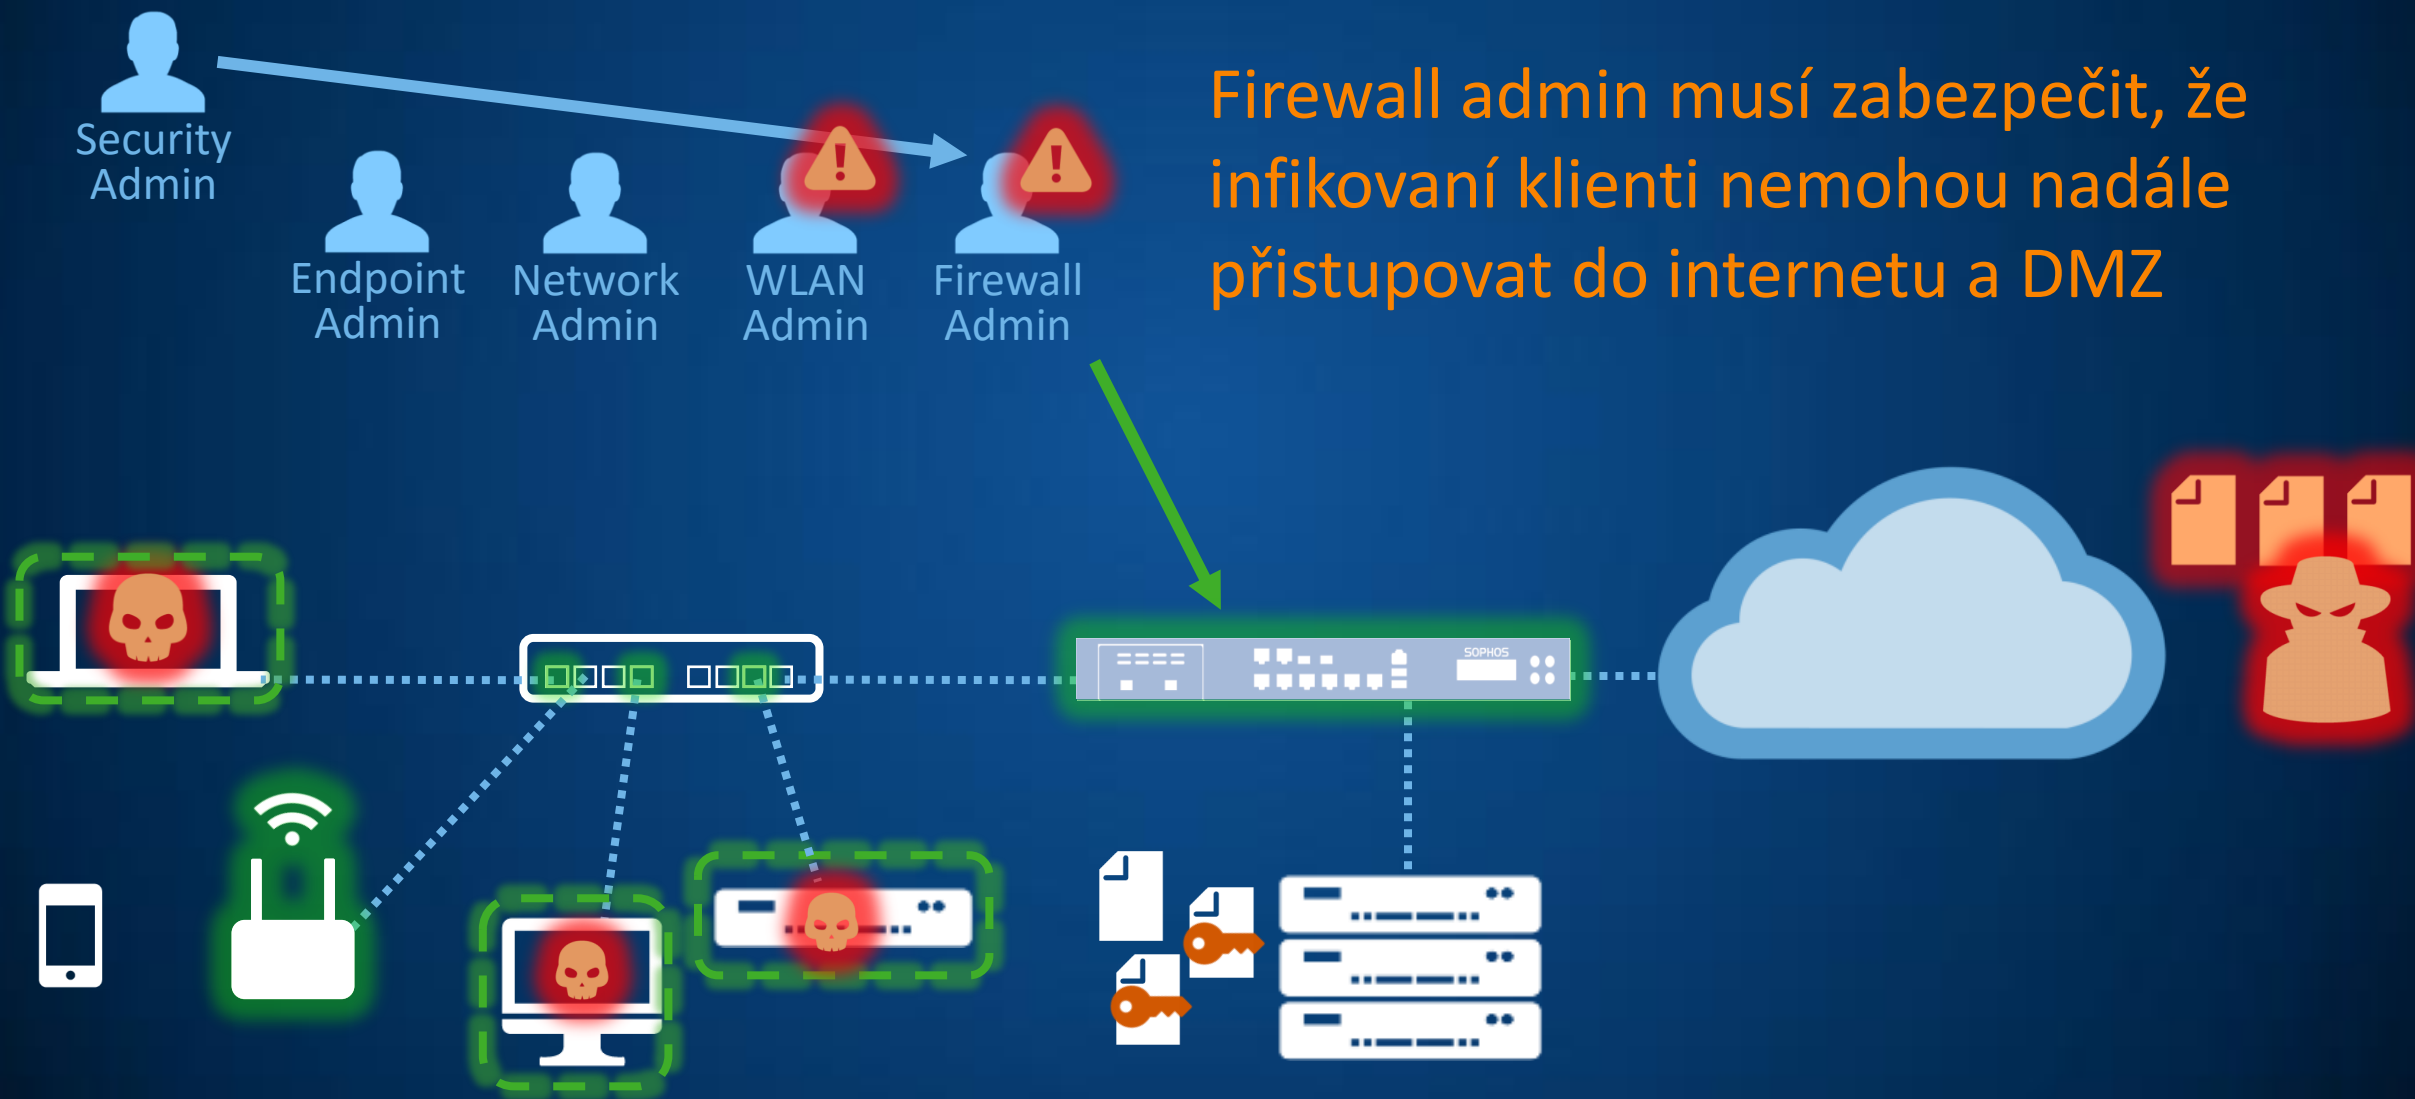 Security
Admin
Endpoint
Admin
Network
Admin
WLAN
Admin
Firewall
Admin
Firewall admin musí zabezpečit, že
infikovaní klienti nemohou nadále
přistupovat do internetu a DMZ
SOPHOS